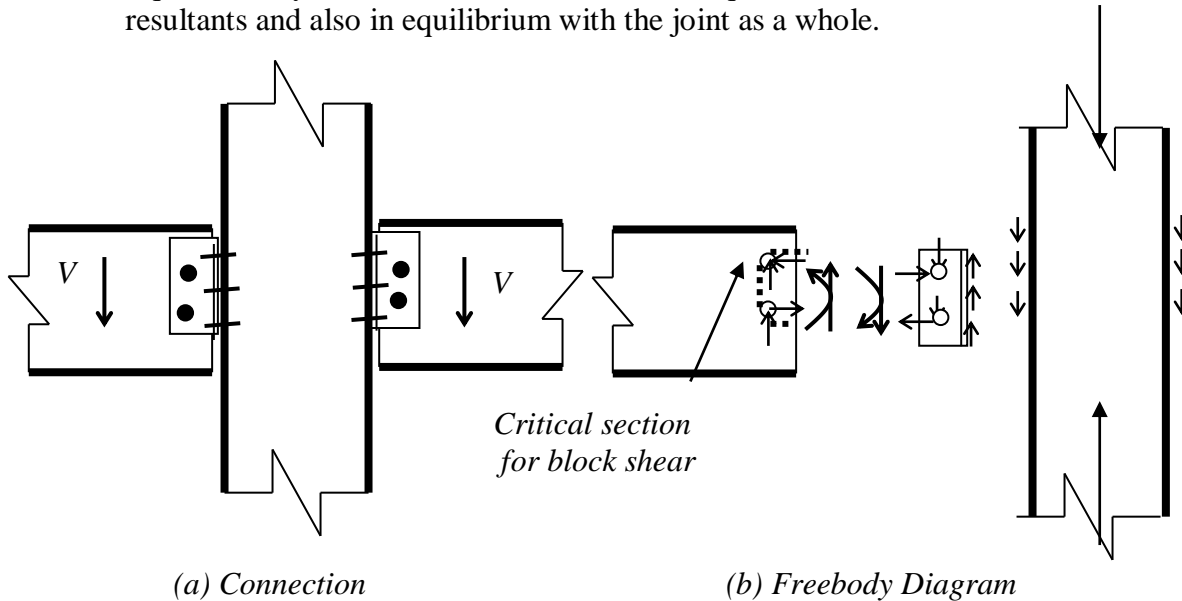 resultants and also in equilibrium with the joint as a whole.
V
V
Critical section
for block shear
(a) Connection
(b) Freebody Diagram